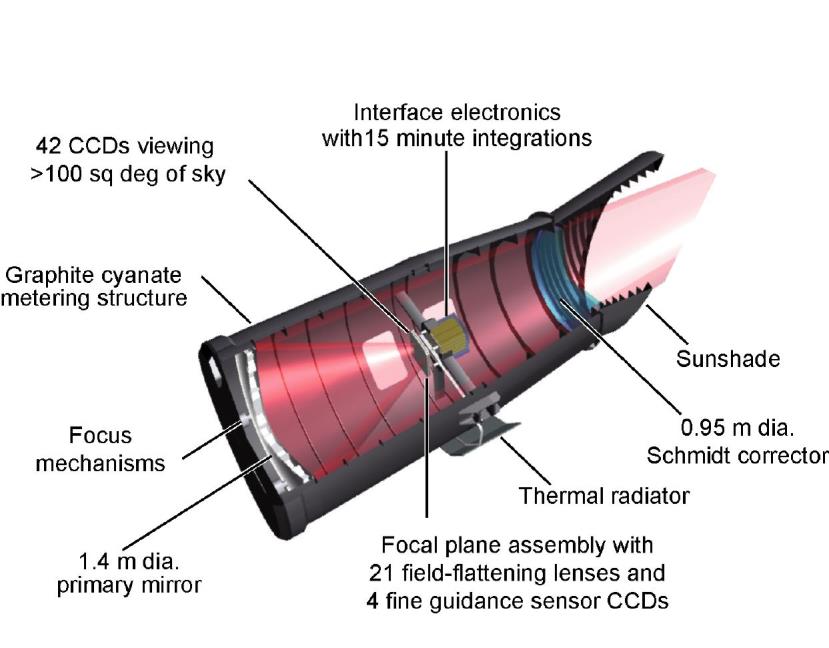 Interface electronics
with15 minute integrations
42 CCDs viewing
>100 sq deg of sky
Graphite cyanate
metering structure
Sunshade
0.95 m dia.
Schmidt corrector
Focus
mechanisms
Thermal radiator
1.4 m dia.
primary mirror
Focal plane assembly with
21 field-flattening lenses and
4 fine guidance sensor CCDs